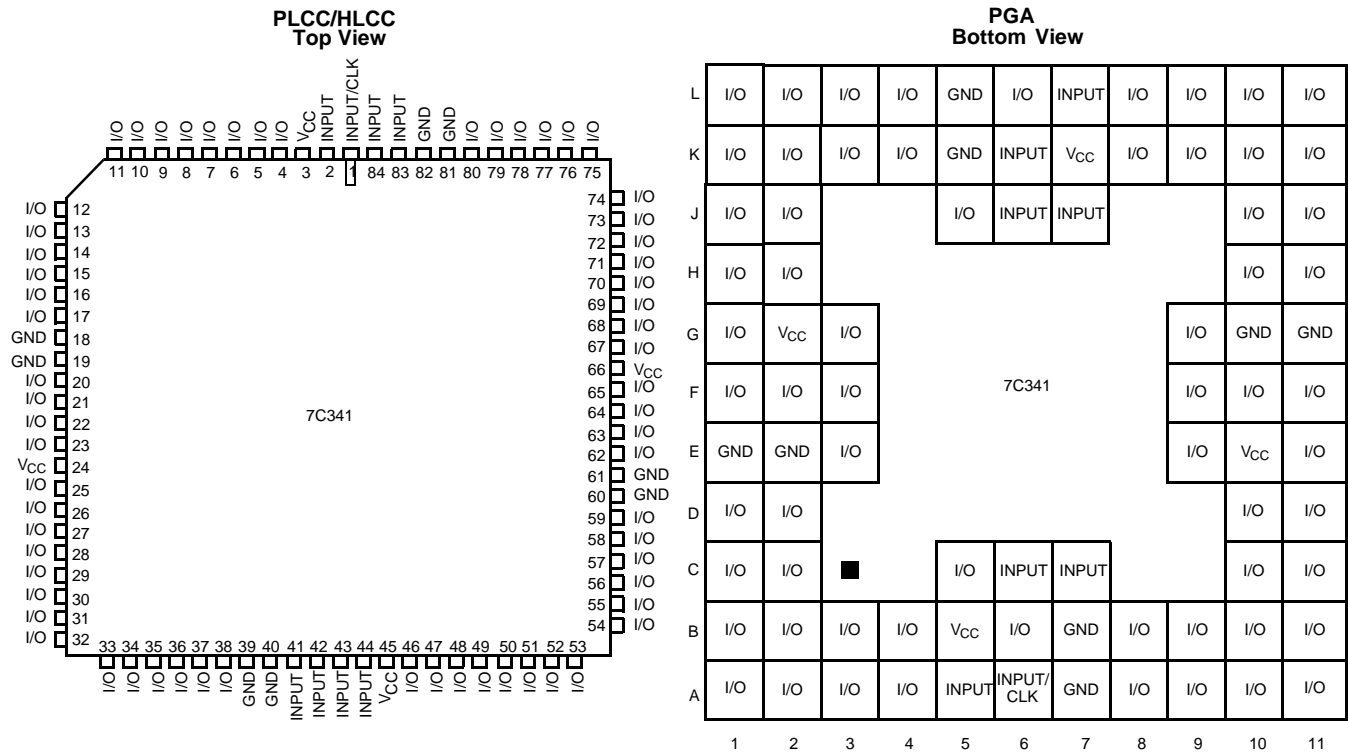 PLCC/HLCC
Top View
I/O I/O I/O I/O I/O I/O I/O I/O VCC INPUT INPUT/CLK INPUT INPUT GND GND I/O I/O I/O I/O I/O I/O
11 10 9 8 7 6 5 4 3 2 1 84 83 82 81 80 79 78 77 76 75
I/O 12
I/O 13
I/O 14
I/O 15
I/O 16
I/O 17
GND 18
GND 19
I/O 20
I/O 21
I/O 22
I/O 23
VCC 24
I/O 25
I/O 26
I/O 27
I/O 28
I/O 29
I/O 30
I/O 31
I/O 32
7C341
74 I/O
73 I/O
72 I/O
71 I/O
70 I/O
69 I/O
68 I/O
67 I/O
66 VCC
65 I/O
64 I/O
63 I/O
62 I/O
61 GND
60 GND
59 I/O
58 I/O
57 I/O
56 I/O
55 I/O
54 I/O
33 34 35 36 37 38 39 40 41 42 43 44 45 46 47 48 49 50 51 52 53
I/O I/O I/O I/O I/O I/O GND GND INPUT INPUT INPUT INPUT VCC I/O I/O I/O I/O I/O I/O I/O I/O
PGA
Bottom View
L I/O I/O I/O I/O GND I/O INPUT I/O I/O I/O I/O
K I/O I/O I/O I/O GND INPUT VCC I/O I/O I/O I/O
J I/O I/O I/O INPUT INPUT I/O I/O
H I/O I/O I/O I/O
G I/O VCC I/O I/O GND GND
F I/O I/O I/O 7C341 I/O I/O I/O
E GND GND I/O I/O VCC I/O
D I/O I/O I/O I/O
C I/O I/O I/O INPUT INPUT I/O I/O
B I/O I/O I/O I/O VCC I/O GND I/O I/O I/O I/O
A I/O I/O I/O I/O INPUT INPUT/CLK GND I/O I/O I/O I/O
1 2 3 4 5 6 7 8 9 10 11